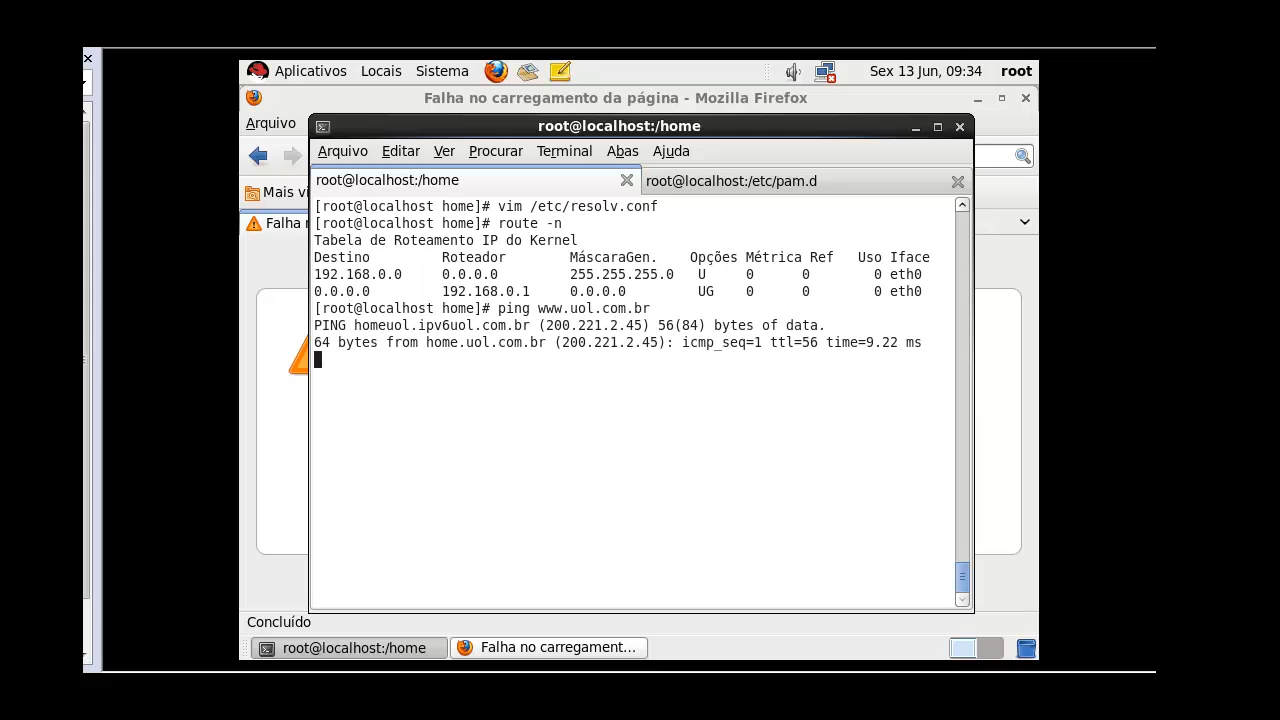 Aplicativos Locais Sistema Sex 13 Jun, 09:34 root
Falha no carregamento da página - Mozilla Firefox
Arquivo
Mais vi
Falha r
root@localhost:/home
Arquivo Editar Ver Procurar Terminal Abas Ajuda
root@localhost:/home root@localhost:/etc/pam.d
[root@localhost home]# vim /etc/resolv.conf
[root@localhost home]# route -n
Tabela de Roteamento IP do Kernel
Destino Roteador MáscaraGen. Opções Métrica Ref Uso Iface
192.168.0.0 0.0.0.0 255.255.255.0 U 0 0 0 eth0
0.0.0.0 192.168.0.1 0.0.0.0 UG 0 0 0 eth0
[root@localhost home]# ping www.uol.com.br
PING homeuol.ipv6uol.com.br (200.221.2.45) 56(84) bytes of data.
64 bytes from home.uol.com.br (200.221.2.45): icmp_seq=1 ttl=56 time=9.22 ms
Concluído
root@localhost:/home Falha no carregament...